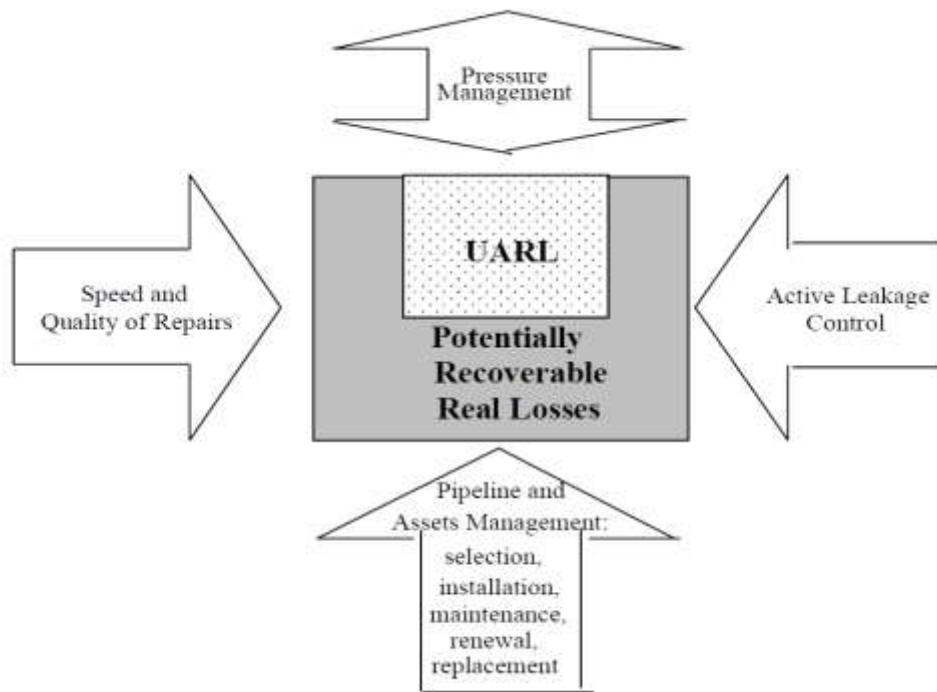 Pressure
Management
UARL
Speed and
Quality of Repairs
Active Leakage
Control
Potentially
Recoverable
Real Losses
Pipeline and
Assets Management:
selection,
installation,
maintenance,
renewal,
replacement